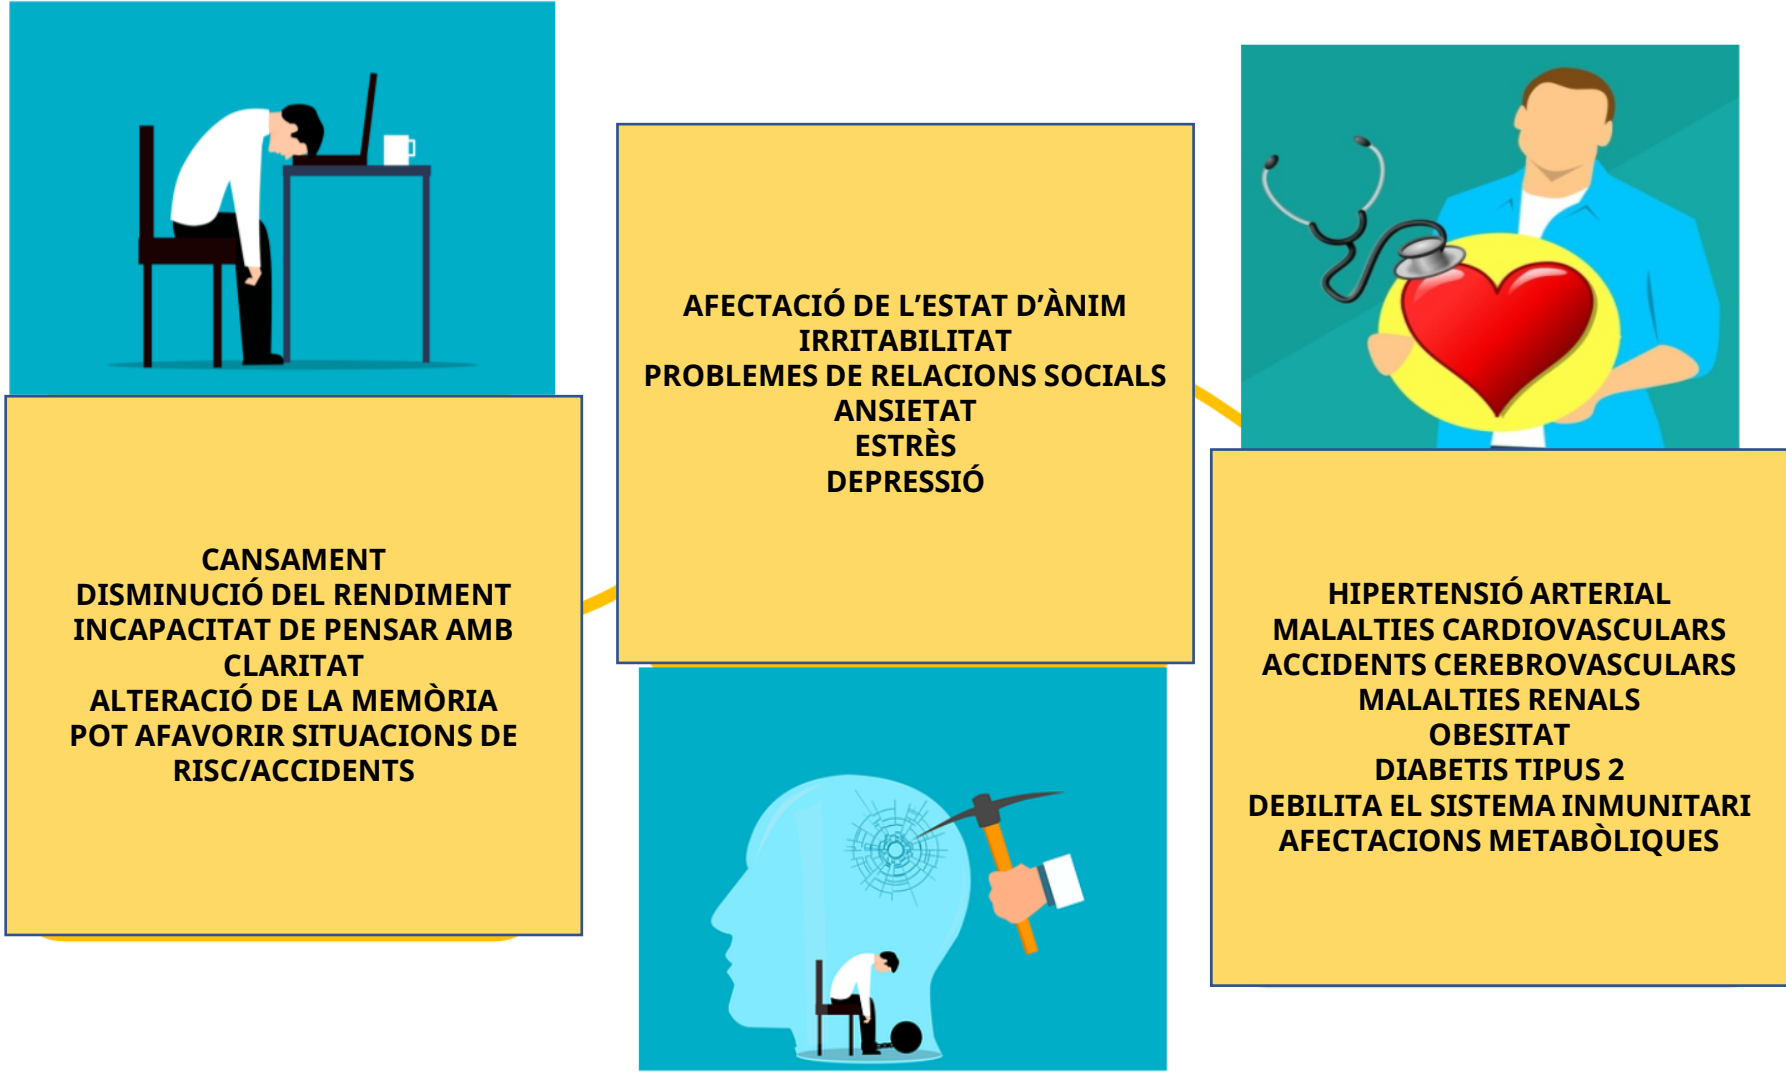 CANSAMENT
DISMINUCIÓ DEL RENDIMENT
INCAPACITAT DE PENSAR AMB
CLARITAT
ALTERACIÓ DE LA MEMÒRIA
POT AFAVORIR SITUACIONS DE
RISC/ACCIDENTS
AFECTACIÓ DE L’ESTAT D’ÀNIM
IRRITABILITAT
PROBLEMES DE RELACIONS SOCIALS
ANSIETAT
ESTRÈS
DEPRESSIÓ
HIPERTENSIÓ ARTERIAL
MALALTIES CARDIOVASCULARS
ACCIDENTS CEREBROVASCULARS
MALALTIES RENALS
OBESITAT
DIABETIS TIPUS 2
DEBILITA EL SISTEMA INMUNITARI
AFECTACIONS METABÒLIQUES